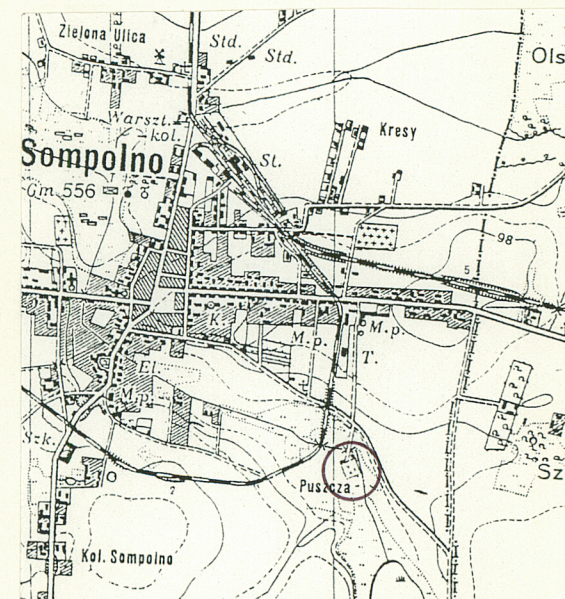 Zielona Ulica
Std.
Std.
Ols
Warszt.
kol.
Kresy
Sompolno
St.
Gm. 556
98
5
K.
M.p.
M.p.
T.
El.
M.p.
Szk.
Puszcza
Sz
7
Kol. Sompolno